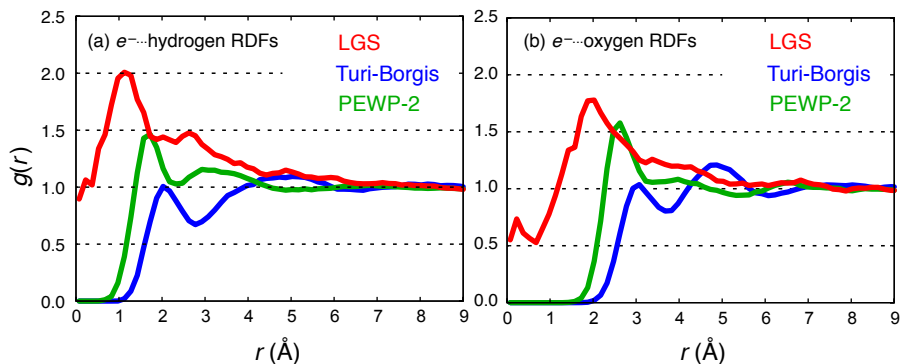 (a) e⁻···hydrogen RDFs
LGS
Turi-Borgis
PEWP-2
g(r)
2.5
2.0
1.5
1.0
0.5
0.0
0 1 2 3 4 5 6 7 8 9
r (Å)
(b) e⁻···oxygen RDFs
LGS
Turi-Borgis
PEWP-2
2.5
2.0
1.5
1.0
0.5
0.0
0 1 2 3 4 5 6 7 8 9
r (Å)